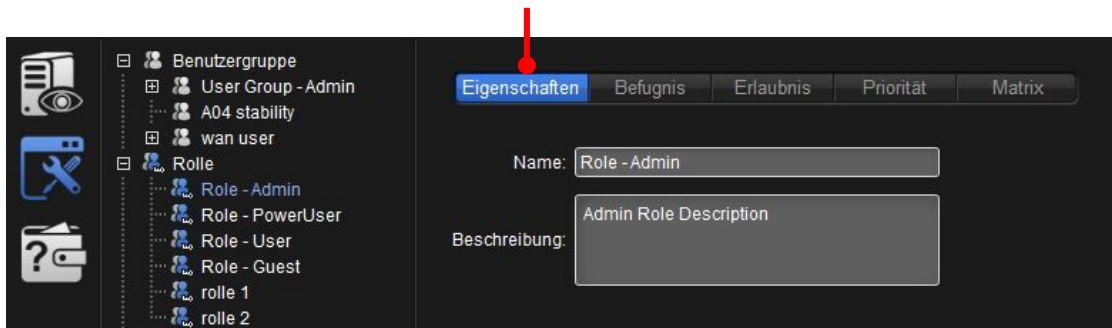 Benutzergruppe
User Group - Admin
A04 stability
wan user
Rolle
Role - Admin
Role - PowerUser
Role - User
Role - Guest
rolle 1
rolle 2
Eigenschaften Befugnis Erlaubnis Priorität Matrix
Name: Role - Admin
Beschreibung: Admin Role Description